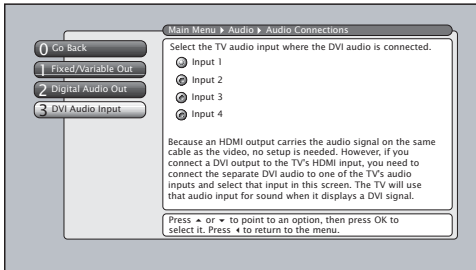 Main Menu ▶ Audio ▶ Audio Connections
0 Go Back
1 Fixed/Variable Out
2 Digital Audio Out
3 DVI Audio Input
Select the TV audio input where the DVI audio is connected.
Input 1
Input 2
Input 3
Input 4
Because an HDMI output carries the audio signal on the same
cable as the video, no setup is needed. However, if you
connect a DVI output to the TV's HDMI input, you need to
connect the separate DVI audio to one of the TV's audio
inputs and select that input in this screen. The TV will use
that audio input for sound when it displays a DVI signal.
Press ▲ or ▼ to point to an option, then press OK to
select it. Press ◀ to return to the menu.